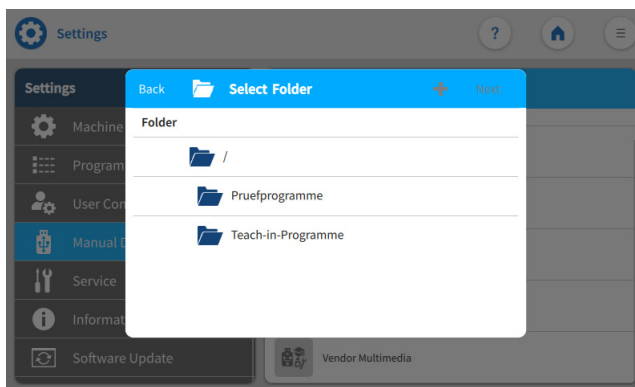 Settings
?
Settings
Back
Select Folder
Next
Machine
Folder
/
Program
Pruefprogramme
User Con
Teach-in-Programme
Manual D
Service
Informat
Software Update
Vendor Multimedia